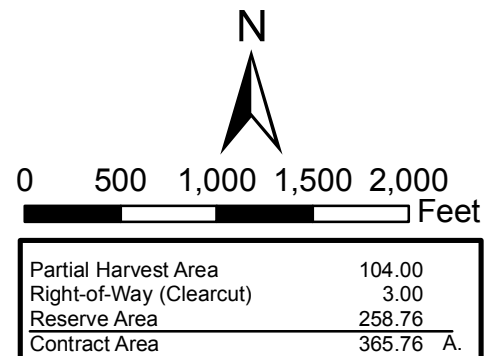 N
0 500 1,000 1,500 2,000
Feet
Partial Harvest Area 104.00
Right-of-Way (Clearcut) 3.00
Reserve Area 258.76
Contract Area 365.76 A.